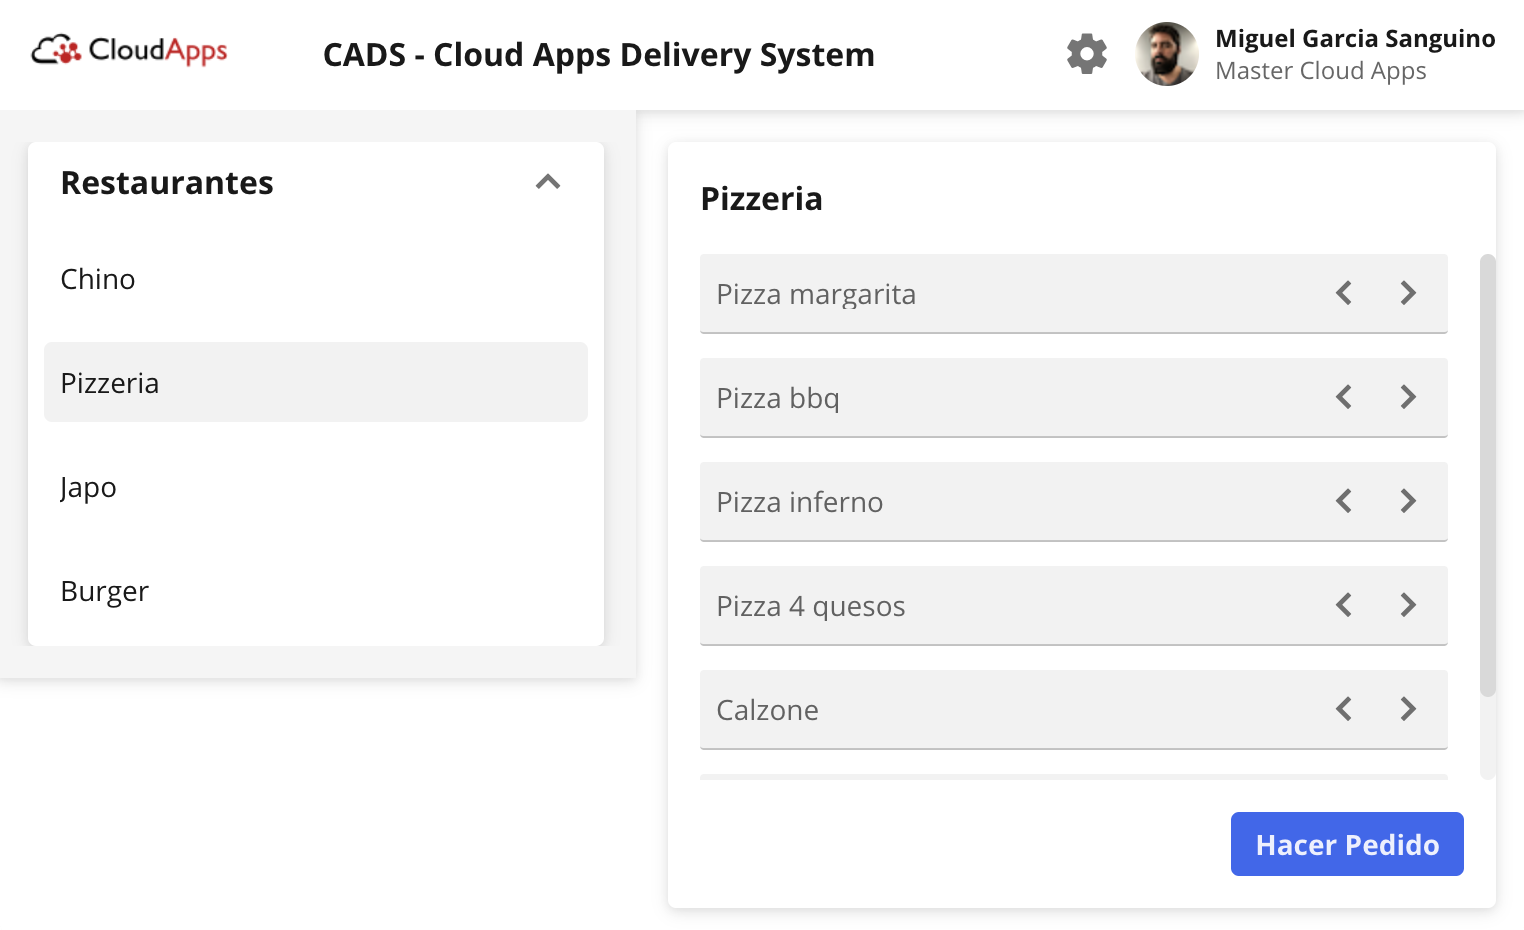 CloudApps
CADS - Cloud Apps Delivery System
Miguel Garcia Sanguino
Master Cloud Apps
Restaurantes
Chino
Pizzeria
Japo
Burger
Pizzeria
Pizza margarita
Pizza bbq
Pizza inferno
Pizza 4 quesos
Calzone
Hacer Pedido